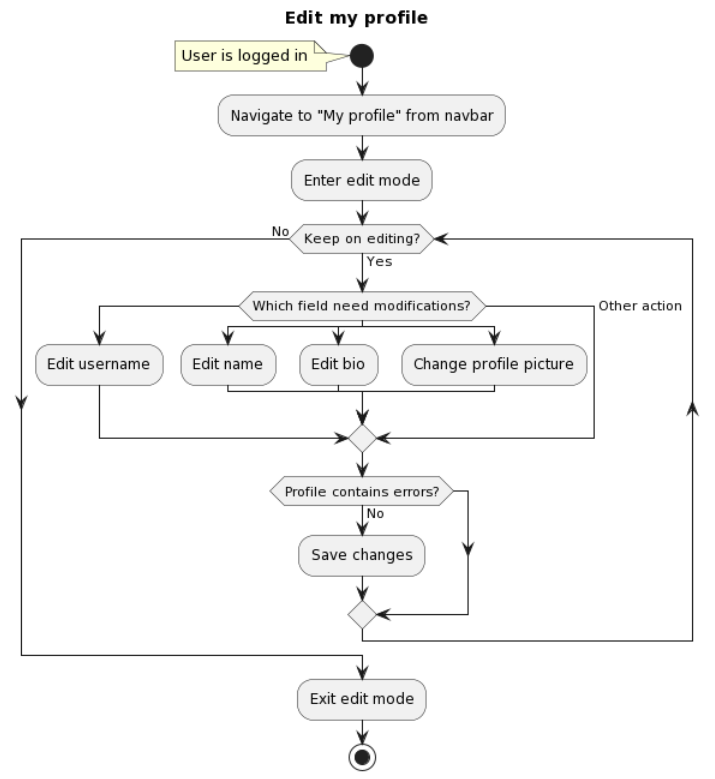 Edit my profile
User is logged in
Navigate to "My profile" from navbar
Enter edit mode
No
Keep on editing?
Yes
Which field need modifications?
Other action
Edit username
Edit name
Edit bio
Change profile picture
Profile contains errors?
No
Save changes
Exit edit mode